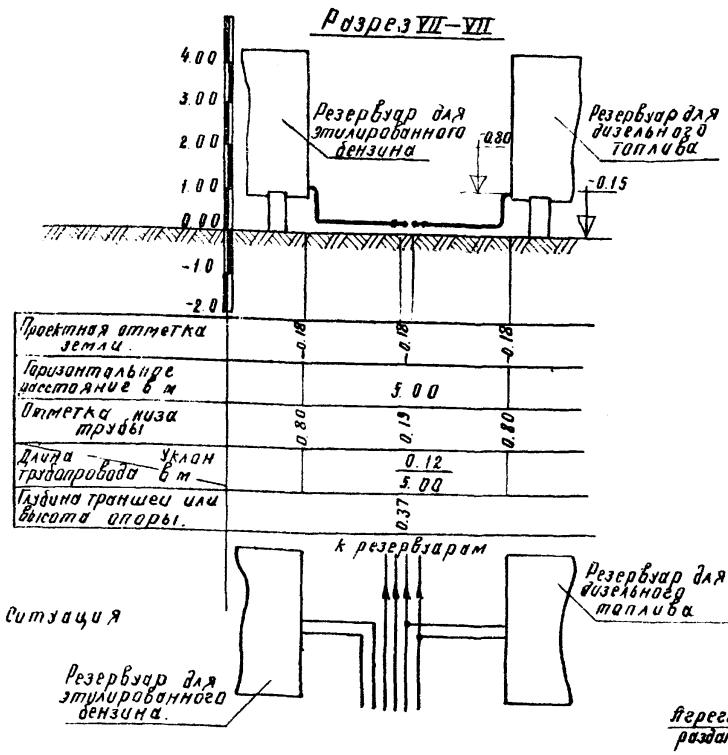 Разрез VII-VII
4.00
3.00
2.00
1.00
0.00
-1.0
-2.0
Резервуар для
этилированного
бензина
0.80
-0.15
Резервуар для
дизельного
топлива
Проектная отметка
земли.
-0.18
-0.18
-0.18
Горизонтальное
расстояние в м
5.00
Отметка низа
трубы
0.80
0.19
0.80
Длина Уклон
трубопровода в м
0.12
5.00
Глубина траншеи или
высота опоры.
0.37
к резервуарам
Ситуация
Резервуар для
дизельного
топлива
Резервуар для
этилированного
бензина.